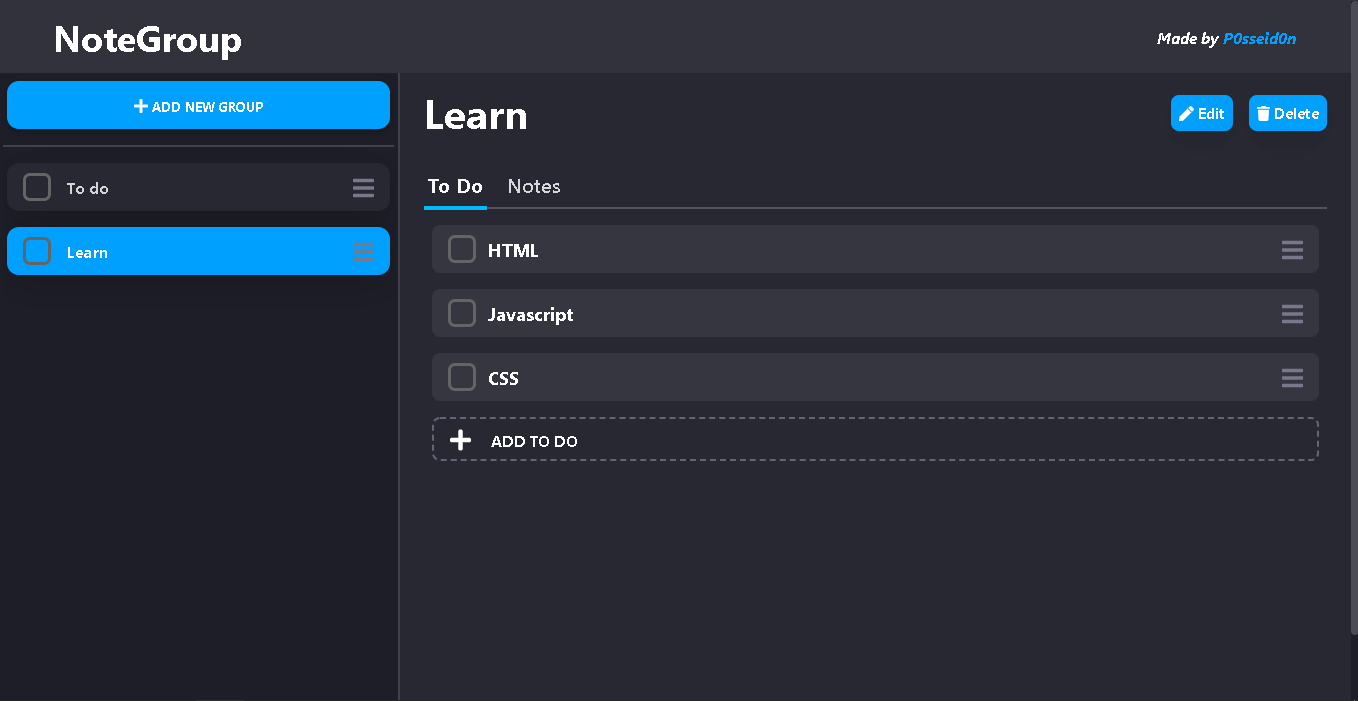 NoteGroup
Made by P0sseid0n
ADD NEW GROUP
To do
Learn
Learn
Edit
Delete
To Do
Notes
HTML
Javascript
CSS
ADD TO DO